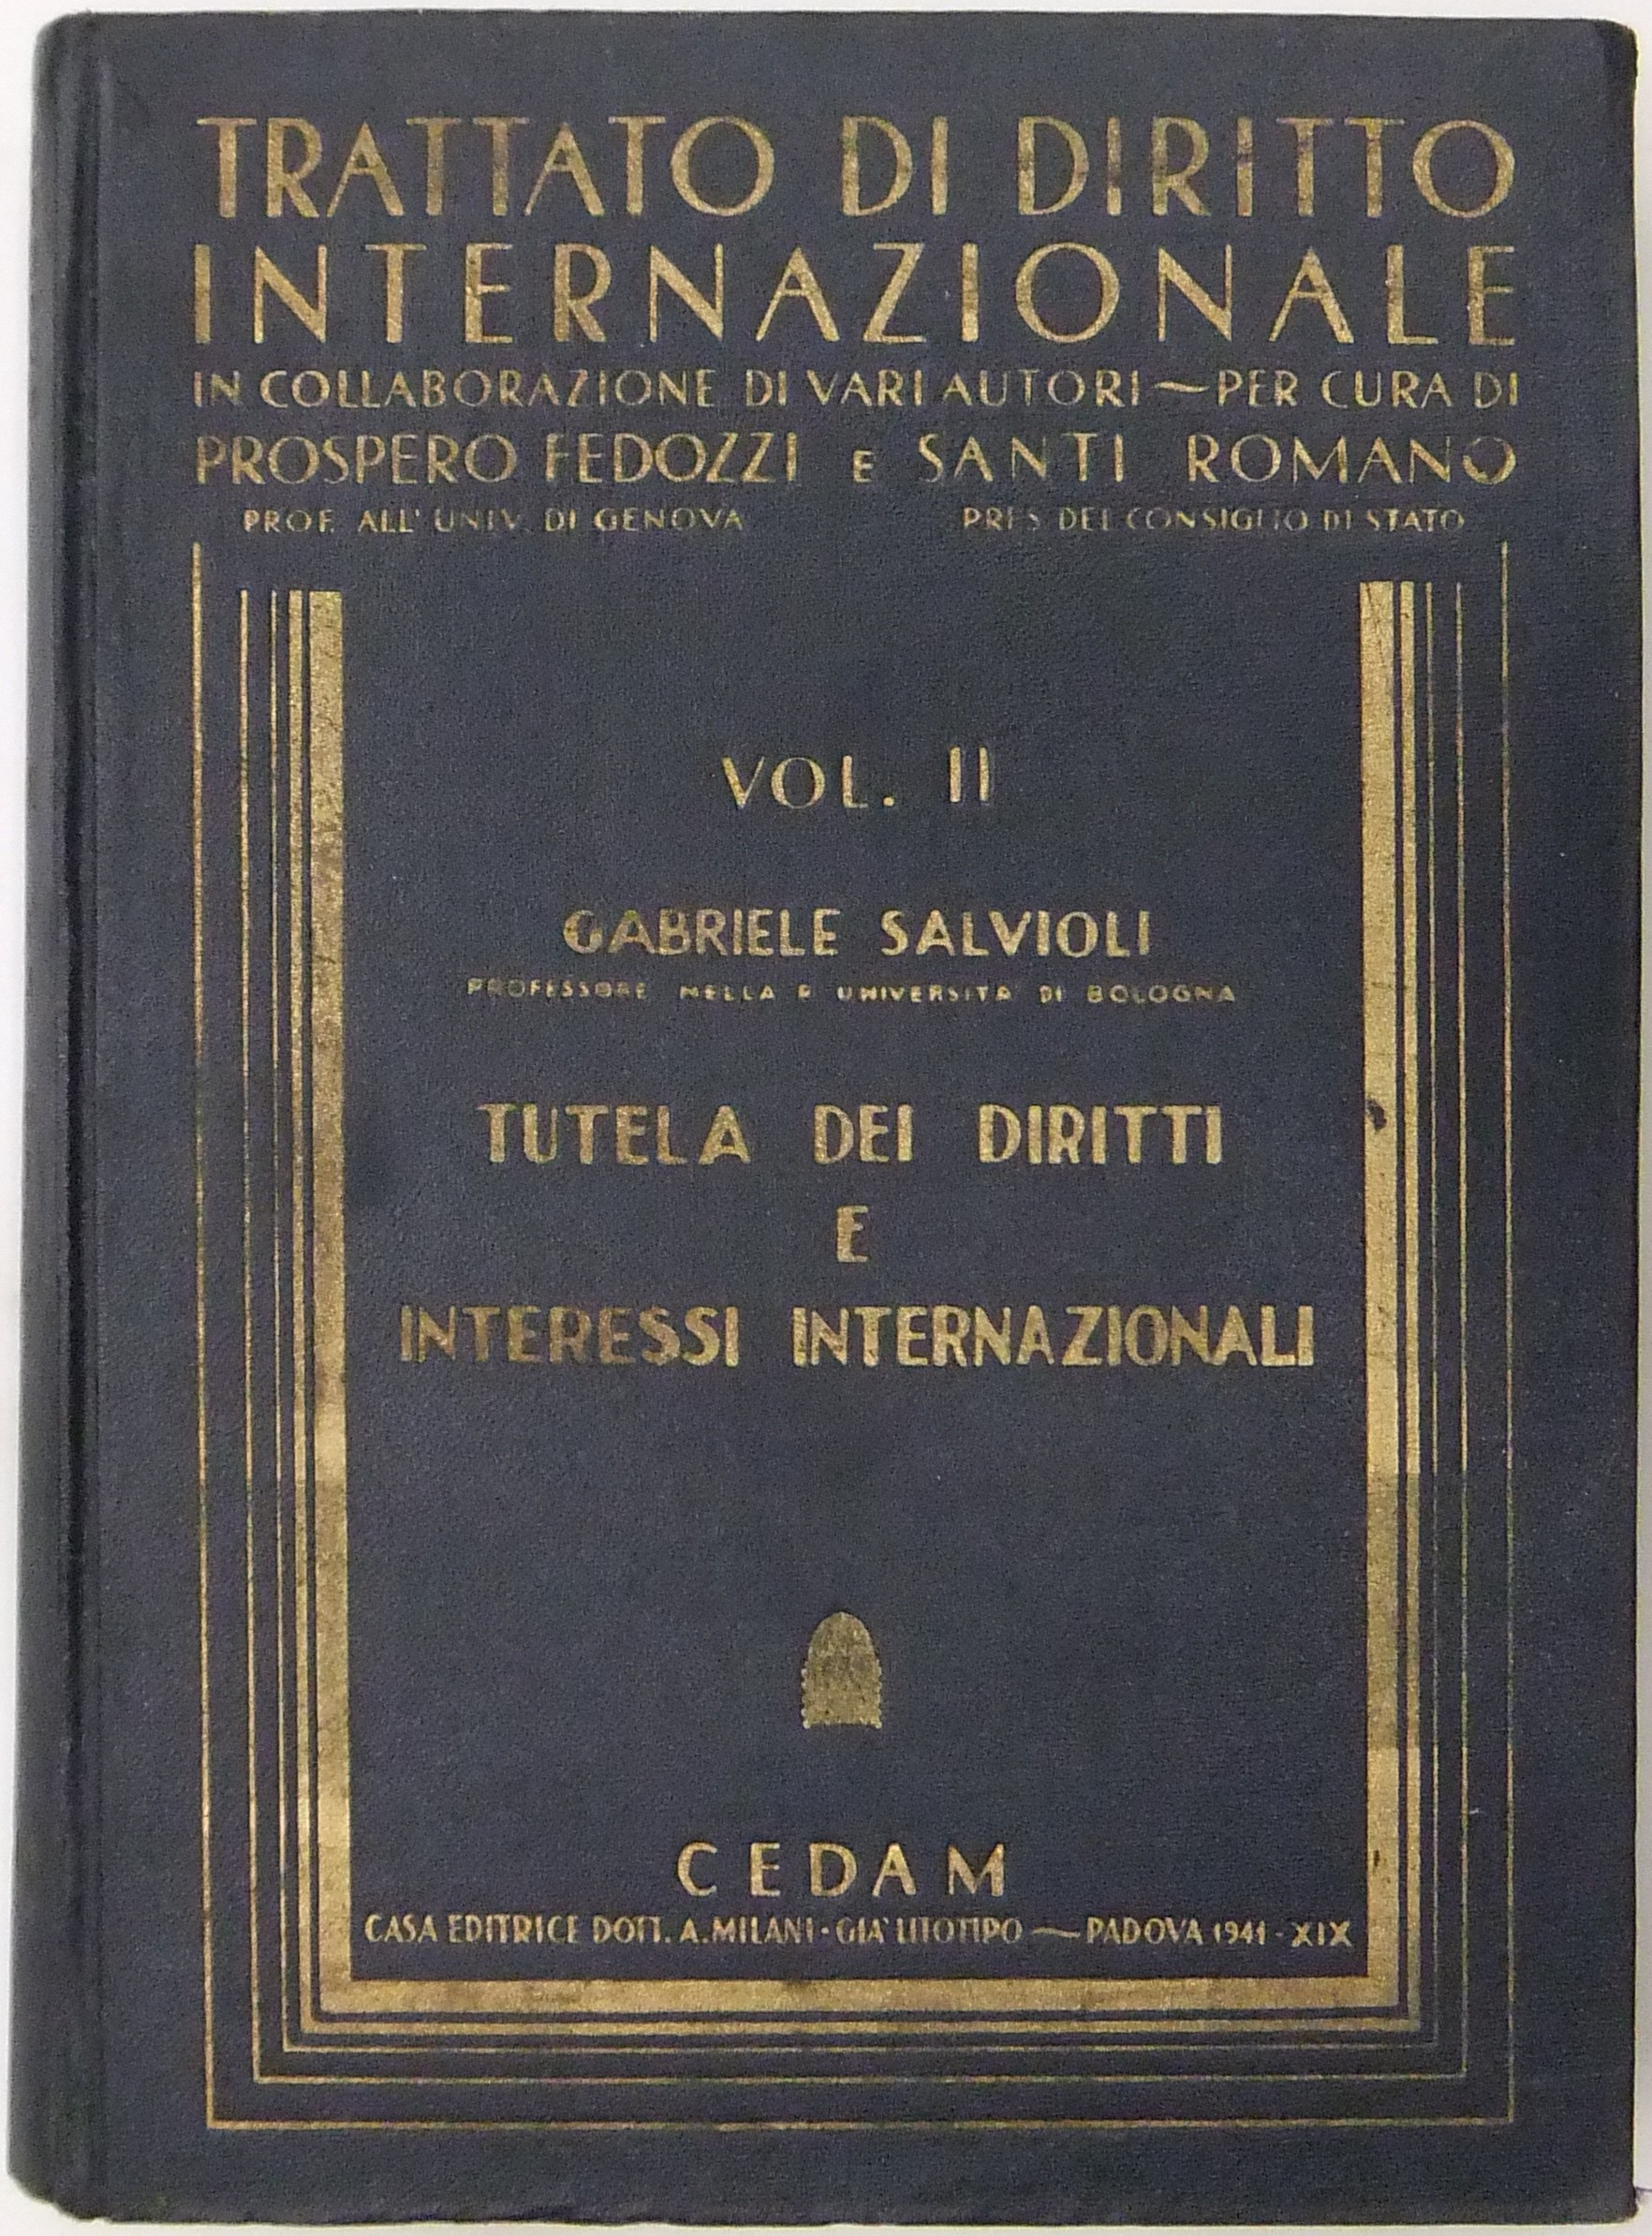 TRATTATO DI DIRITTO
INTERNAZIONALE
IN COLLABORAZIONE DI VARI AUTORI — PER CURA DI
PROSPERO FEDOZZI E SANTI ROMANO
PROF. ALL' UNIV. DI GENOVA PRES. DEL CONSIGLIO DI STATO
VOL. II
GABRIELE SALVIOLI
PROFESSORE NELLA R. UNIVERSITÀ DI BOLOGNA
TUTELA DEI DIRITTI
E
INTERESSI INTERNAZIONALI
CEDAM
CASA EDITRICE DOTT. A. MILANI · GIA' LITOTIPO — PADOVA 1941 - XIX